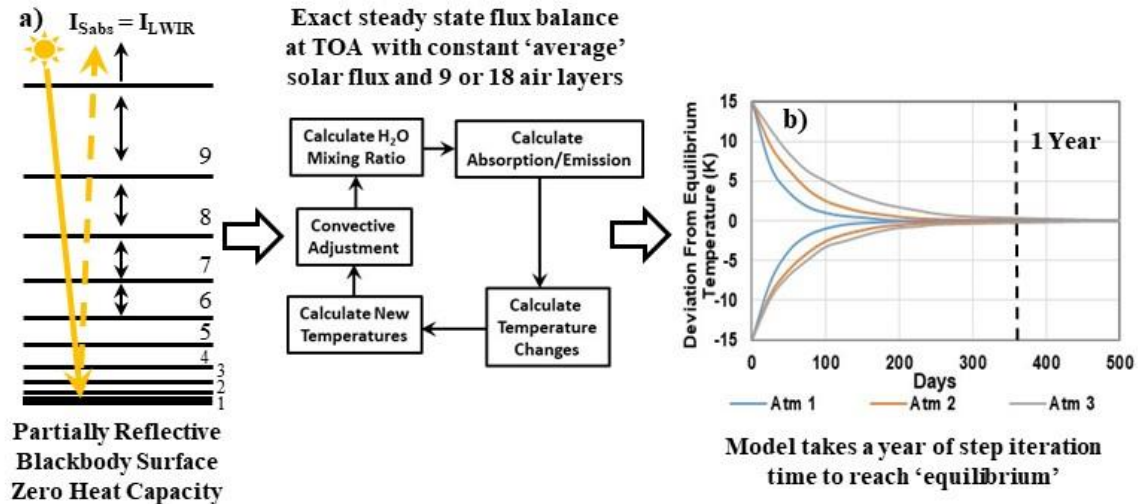 a)
I_Sabs = I_LWIR
9
8
7
6
5
4
3
2
1
Partially Reflective
Blackbody Surface
Zero Heat Capacity
Exact steady state flux balance
at TOA with constant ‘average’
solar flux and 9 or 18 air layers
Calculate H₂O
Mixing Ratio
Calculate
Absorption/Emission
Convective
Adjustment
Calculate New
Temperatures
Calculate
Temperature
Changes
b)
1 Year
Deviation From Equilibrium
Temperature (K)
15
10
5
0
-5
-10
-15
0
100
200
300
400
500
Days
Atm 1
Atm 2
Atm 3
Model takes a year of step iteration
time to reach ‘equilibrium’